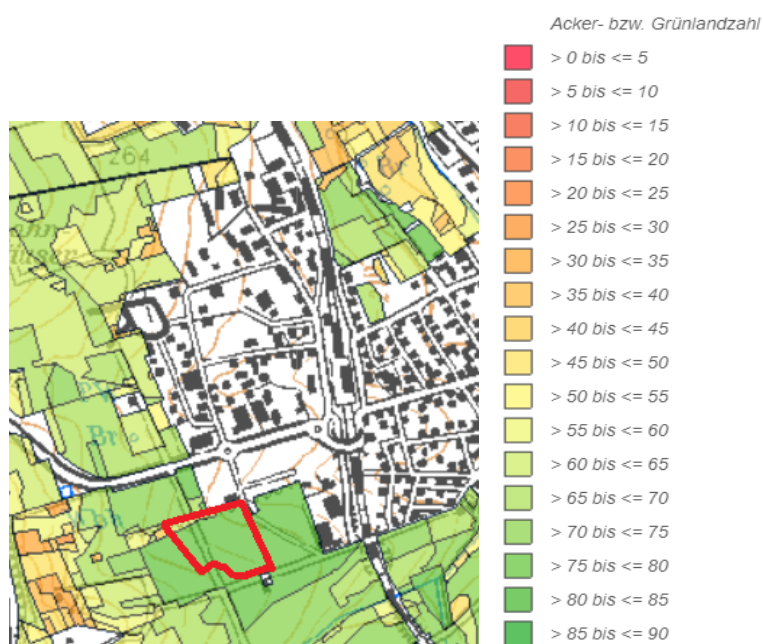 Acker- bzw. Grünlandzahl
> 0 bis <= 5
> 5 bis <= 10
> 10 bis <= 15
> 15 bis <= 20
> 20 bis <= 25
> 25 bis <= 30
> 30 bis <= 35
> 35 bis <= 40
> 40 bis <= 45
> 45 bis <= 50
> 50 bis <= 55
> 55 bis <= 60
> 60 bis <= 65
> 65 bis <= 70
> 70 bis <= 75
> 75 bis <= 80
> 80 bis <= 85
> 85 bis <= 90
264
Br
Br